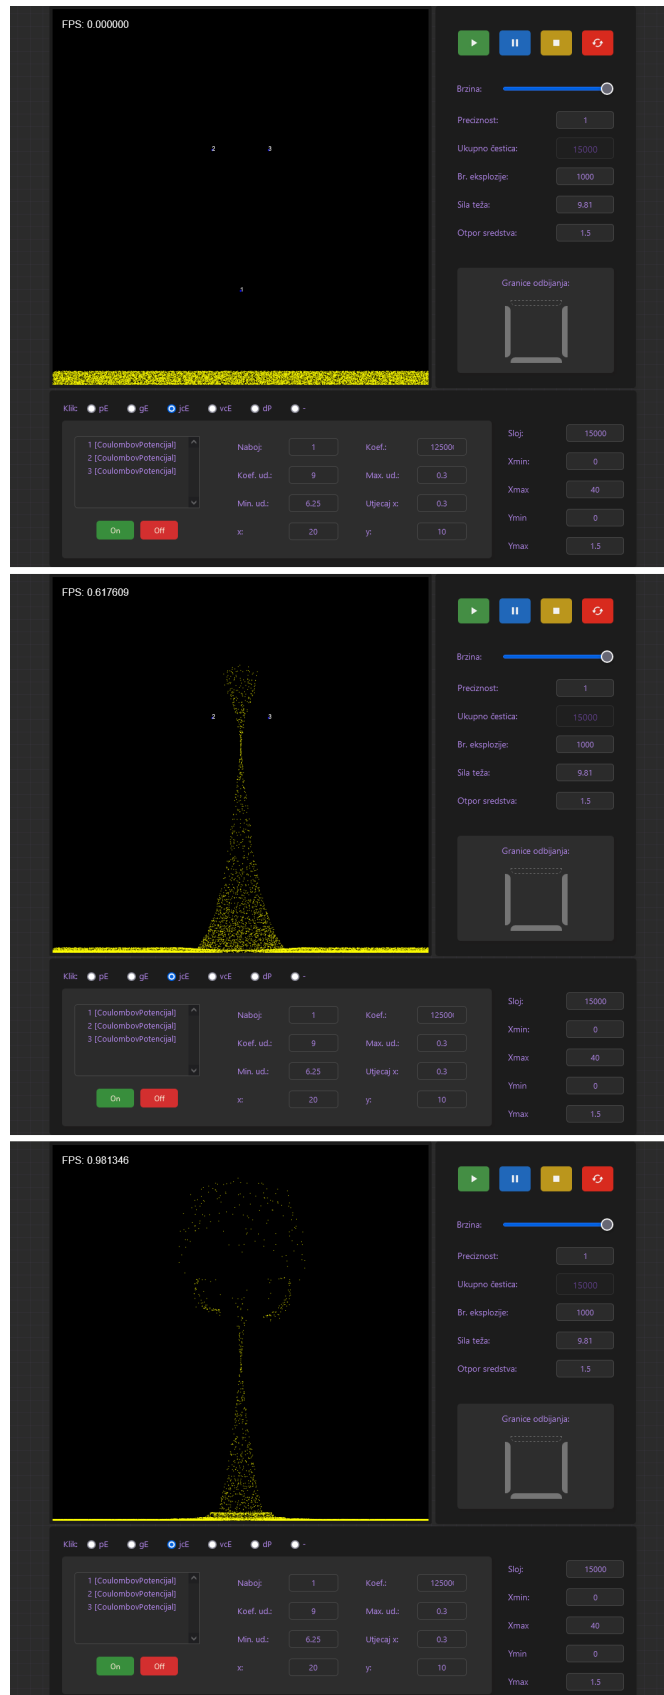 FPS: 0.000000
2 3
1
Brzina:
Preciznost: 1
Ukupno čestica: 15000
Br. eksplozije: 1000
Sila teža: 9.81
Otpor sredstva: 1.5
Granice odbijanja:
Klik: pE gE jcE vcE dP -
1 [CoulombovPotencijal]
2 [CoulombovPotencijal]
3 [CoulombovPotencijal]
On Off
Naboj: 1 Koef.: 12500
Koef. ud.: 9 Max. ud.: 0.3
Min. ud.: 6.25 Utjecaj x: 0.3
x: 20 y: 10
Sloj: 15000
Xmin: 0
Xmax 40
Ymin 0
Ymax 1.5
FPS: 0.617609
2 3
Brzina:
Preciznost: 1
Ukupno čestica: 15000
Br. eksplozije: 1000
Sila teža: 9.81
Otpor sredstva: 1.5
Granice odbijanja:
Klik: pE gE jcE vcE dP -
1 [CoulombovPotencijal]
2 [CoulombovPotencijal]
3 [CoulombovPotencijal]
On Off
Naboj: 1 Koef.: 12500
Koef. ud.: 9 Max. ud.: 0.3
Min. ud.: 6.25 Utjecaj x: 0.3
x: 20 y: 10
Sloj: 15000
Xmin: 0
Xmax 40
Ymin 0
Ymax 1.5
FPS: 0.981346
Brzina:
Preciznost: 1
Ukupno čestica: 15000
Br. eksplozije: 1000
Sila teža: 9.81
Otpor sredstva: 1.5
Granice odbijanja:
Klik: pE gE jcE vcE dP -
1 [CoulombovPotencijal]
2 [CoulombovPotencijal]
3 [CoulombovPotencijal]
On Off
Naboj: 1 Koef.: 12500
Koef. ud.: 9 Max. ud.: 0.3
Min. ud.: 6.25 Utjecaj x: 0.3
x: 20 y: 10
Sloj: 15000
Xmin: 0
Xmax 40
Ymin 0
Ymax 1.5